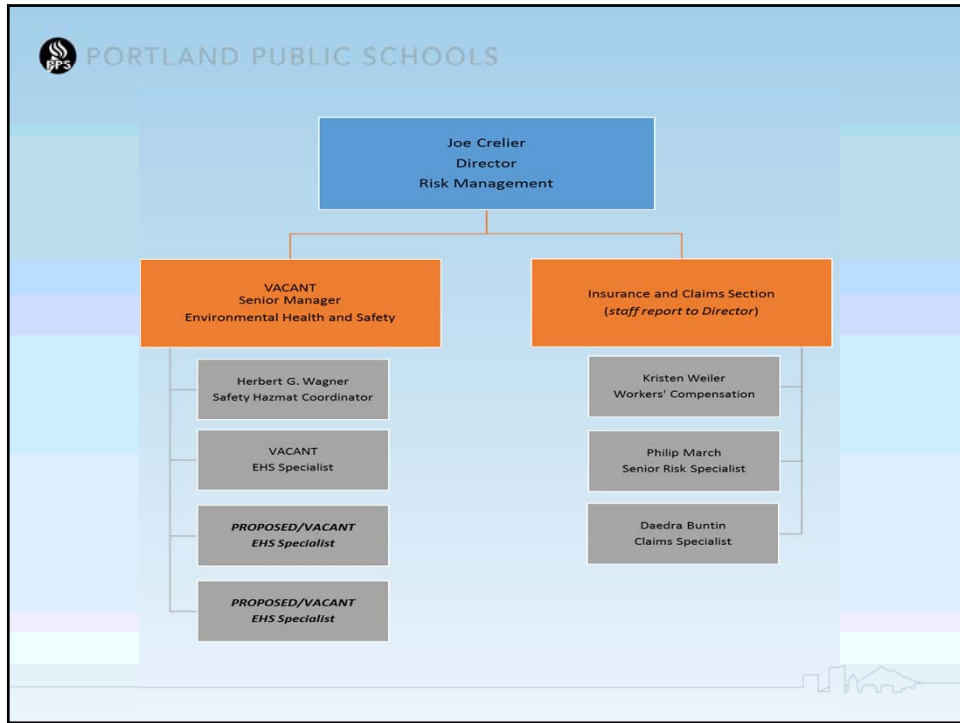 PPS
PORTLAND PUBLIC SCHOOLS
Joe Crelier
Director
Risk Management
VACANT
Senior Manager
Environmental Health and Safety
Herbert G. Wagner
Safety Hazmat Coordinator
VACANT
EHS Specialist
PROPOSED/VACANT
EHS Specialist
PROPOSED/VACANT
EHS Specialist
Insurance and Claims Section
(staff report to Director)
Kristen Weiler
Workers' Compensation
Philip March
Senior Risk Specialist
Daedra Buntin
Claims Specialist